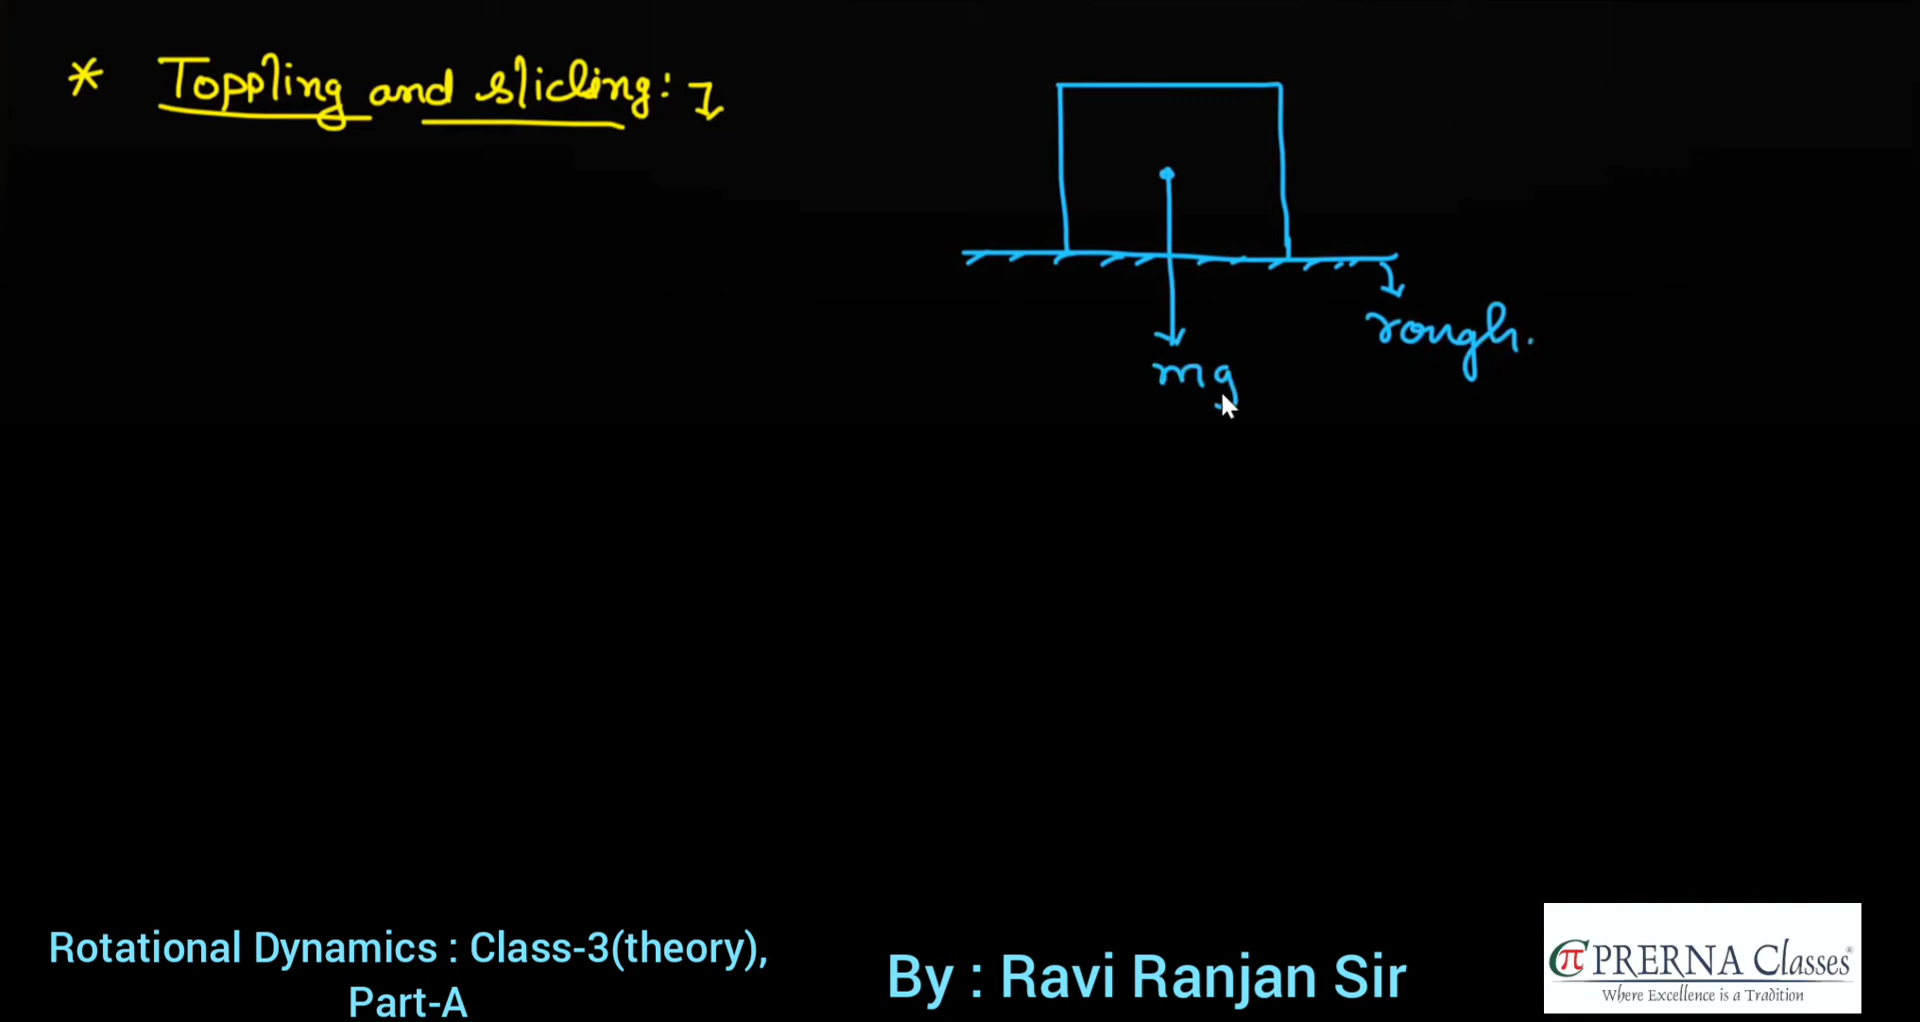 * Toppling and sliding:
rough.
mg
Rotational Dynamics : Class-3(theory),
Part-A
By : Ravi Ranjan Sir
π PRERNA Classes®
Where Excellence is a Tradition